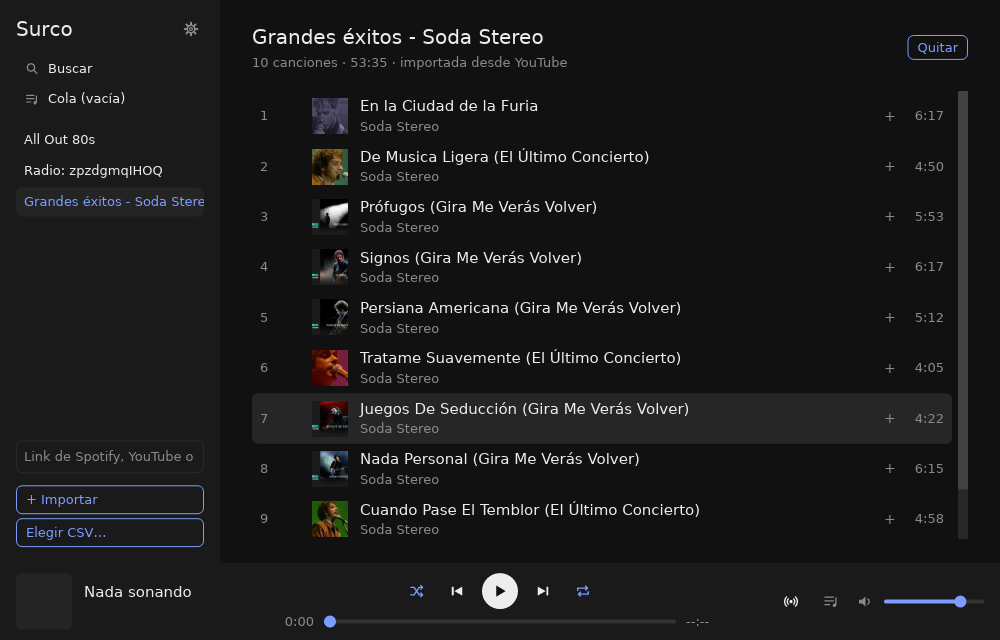 Surco
Buscar
Cola (vacía)
All Out 80s
Radio: zpzdgmqIHOQ
Grandes éxitos - Soda Stere
Link de Spotify, YouTube o
+ Importar
Elegir CSV...
Grandes éxitos - Soda Stereo
10 canciones · 53:35 · importada desde YouTube
Quitar
1 En la Ciudad de la Furia + 6:17
Soda Stereo
2 De Musica Ligera (El Último Concierto) + 4:50
Soda Stereo
3 Prófugos (Gira Me Verás Volver) + 5:53
Soda Stereo
4 Signos (Gira Me Verás Volver) + 6:17
Soda Stereo
5 Persiana Americana (Gira Me Verás Volver) + 5:12
Soda Stereo
6 Tratame Suavemente (El Último Concierto) + 4:05
Soda Stereo
7 Juegos De Seducción (Gira Me Verás Volver) + 4:22
Soda Stereo
8 Nada Personal (Gira Me Verás Volver) + 6:15
Soda Stereo
9 Cuando Pase El Temblor (El Último Concierto) + 4:58
Soda Stereo
Nada sonando
0:00 --:--